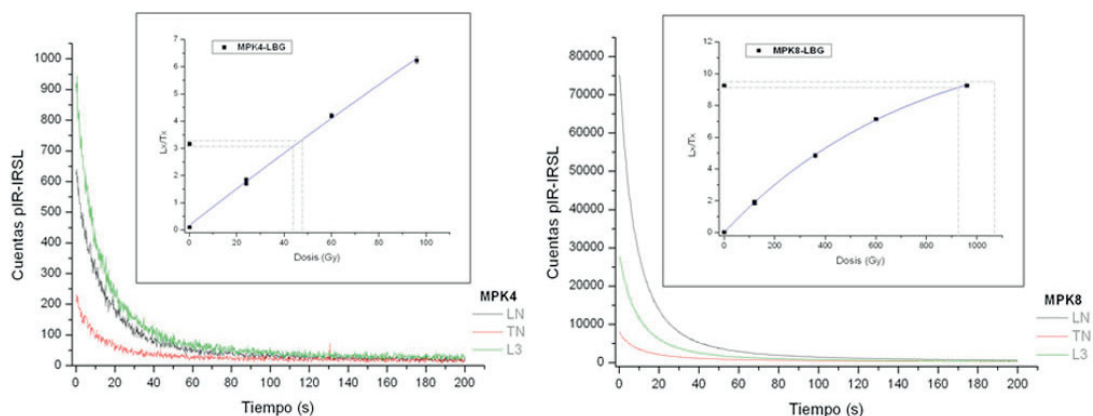 1000
900
800
700
600
500
400
300
200
100
0
Cuentas pIR-IRSL
0 20 40 60 80 100 120 140 160 180 200
Tiempo (s)
MPK4
LN
TN
L3
MPK4-LBG
7
6
5
4
3
2
1
0
Lx/Tx
0 20 40 60 80 100
Dosis (Gy)
80000
70000
60000
50000
40000
30000
20000
10000
0
Cuentas pIR-IRSL
0 20 40 60 80 100 120 140 160 180 200
Tiempo (s)
MPK8
LN
TN
L3
MPK8-LBG
12
10
8
6
4
2
0
Lx/Tx
0 200 400 600 800 1000
Dosis (Gy)